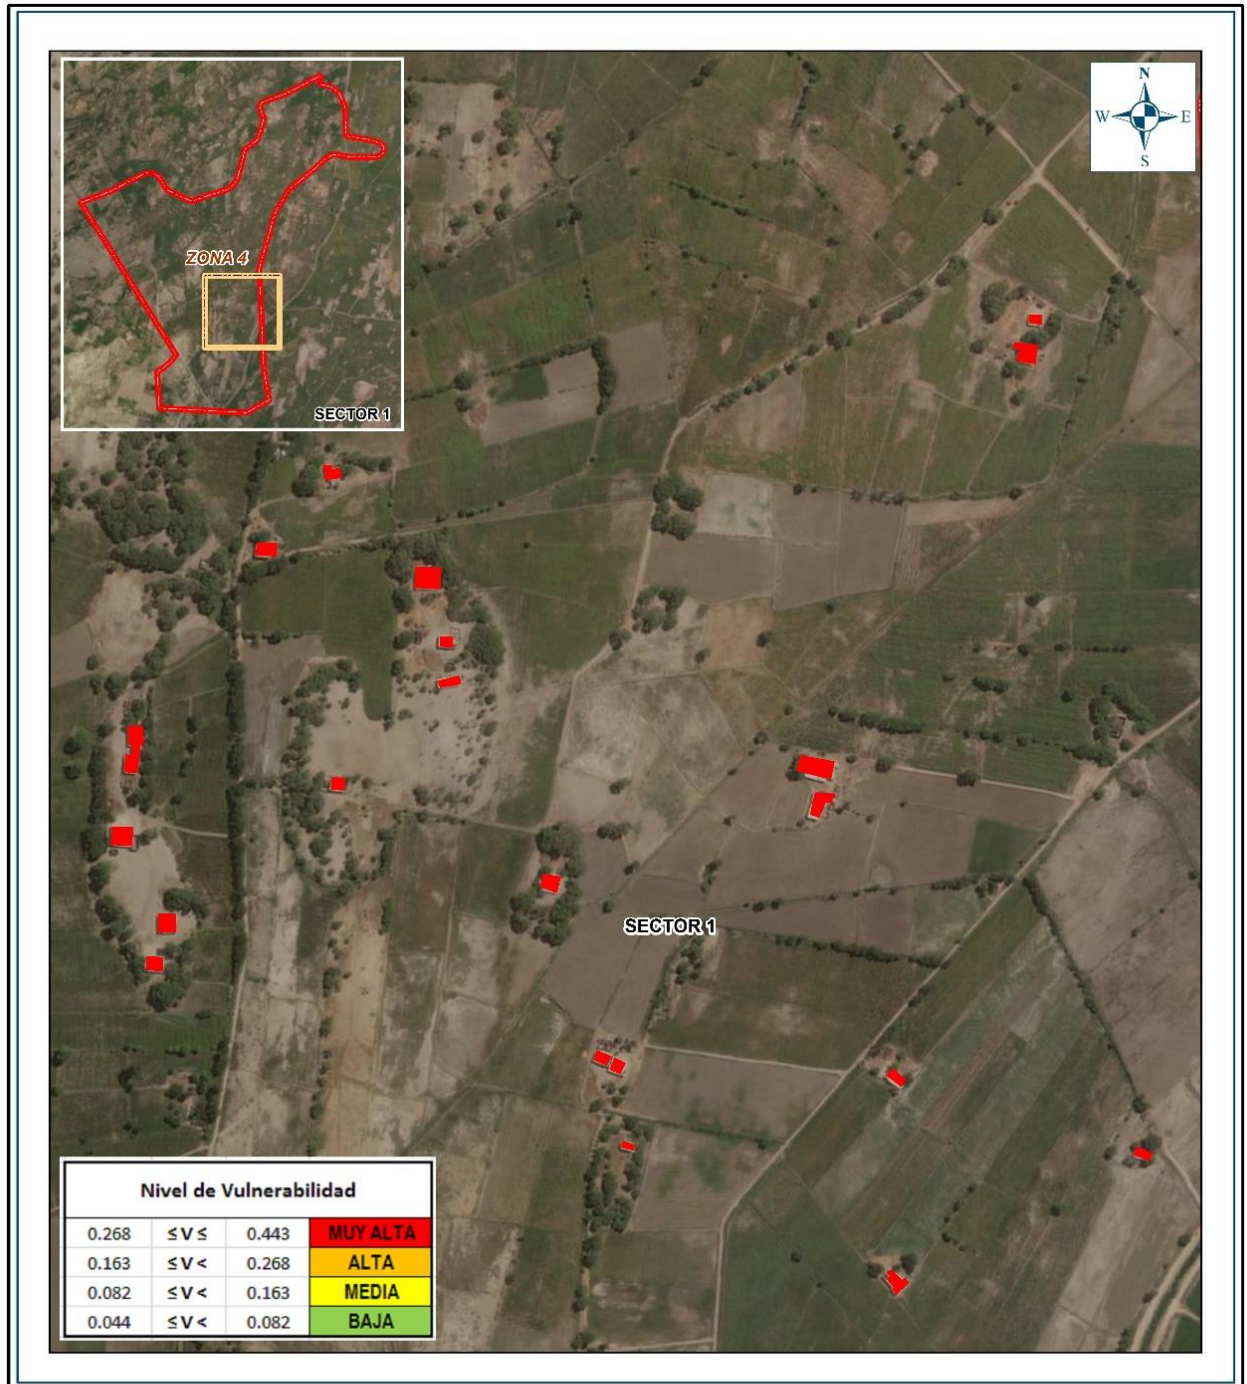 N
W E
S
ZONA 4
SECTOR 1
SECTOR 1
Nivel de Vulnerabilidad
0.268 ≤ V ≤ 0.443 MUY ALTA
0.163 ≤ V < 0.268 ALTA
0.082 ≤ V < 0.163 MEDIA
0.044 ≤ V < 0.082 BAJA